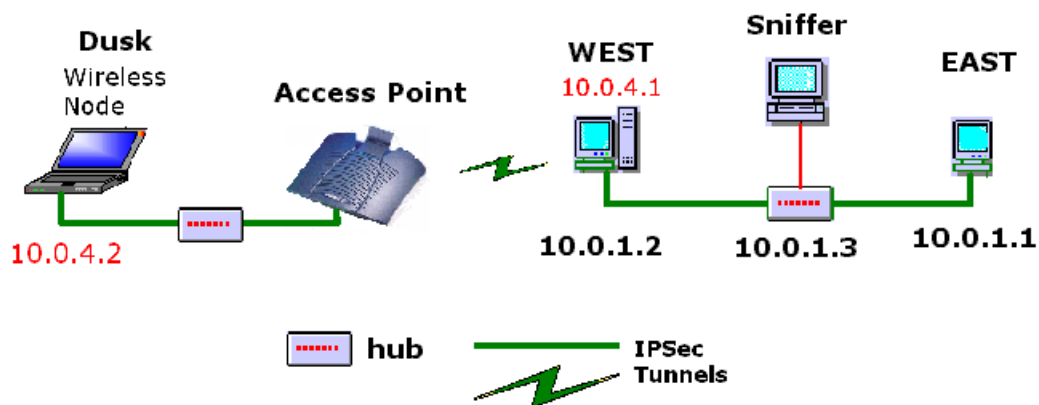 Dusk
Wireless
Node
10.0.4.2
Access Point
WEST
10.0.4.1
10.0.1.2
Sniffer
10.0.1.3
EAST
10.0.1.1
hub
IPSec
Tunnels